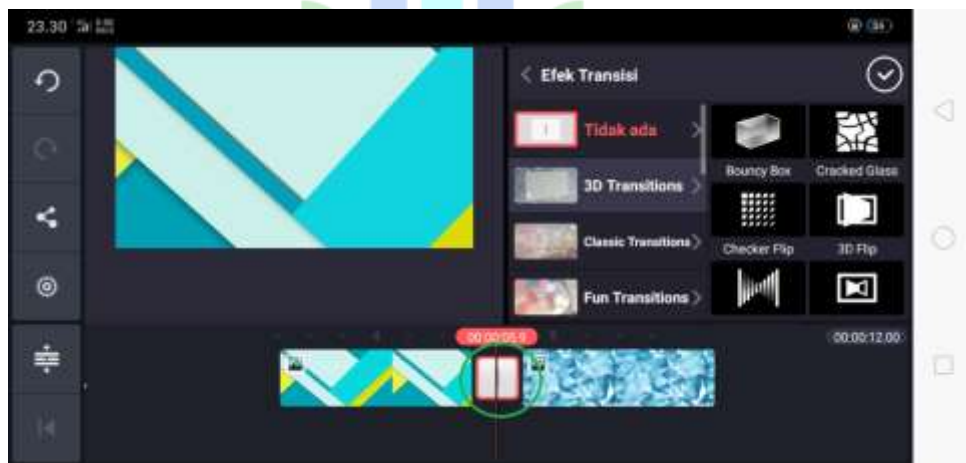 23.30
Efek Transisi
Tidak ada
3D Transitions
Classic Transitions
Fun Transitions
Bouncy Box
Cracked Glass
Checker Flip
3D Flip
00:00:05.9
00:00:12.00